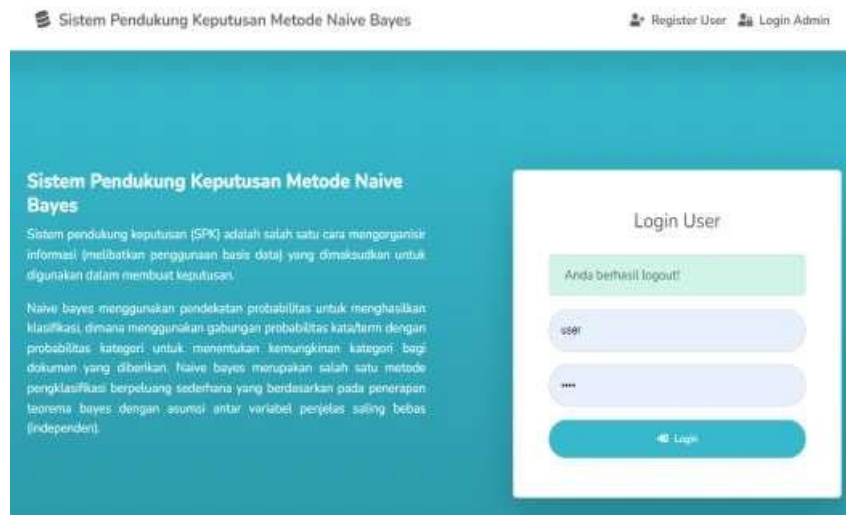 Sistem Pendukung Keputusan Metode Naive Bayes
Register User
Login Admin
Sistem Pendukung Keputusan Metode Naive
Bayes
Sistem pendukung keputusan (SPK) adalah salah satu cara mengorganisir
informasi (melibatkan penggunaan basis data) yang dimaksudkan untuk
digunakan dalam membuat keputusan.
Naive bayes menggunakan pendekatan probabilitas untuk menghasilkan
klasifikasi, dimana menggunakan gabungan probabilitas kata/term dengan
probabilitas kategori untuk menentukan kemungkinan kategori bagi
dokumen yang diberikan. Naive bayes merupakan salah satu metode
pengklasifikasi berpeluang sederhana yang berdasarkan pada penerapan
teorema bayes dengan asumsi antar variabel penjelas saling bebas
(independen).
Login User
Anda berhasil logout!
user
••••
Login